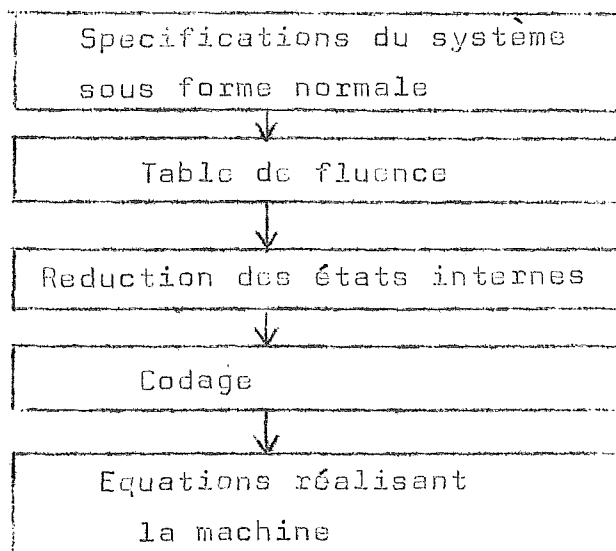 Specifications du système
sous forme normale
Table de fluence
Reduction des états internes
Codage
Equations réalisant
la machine